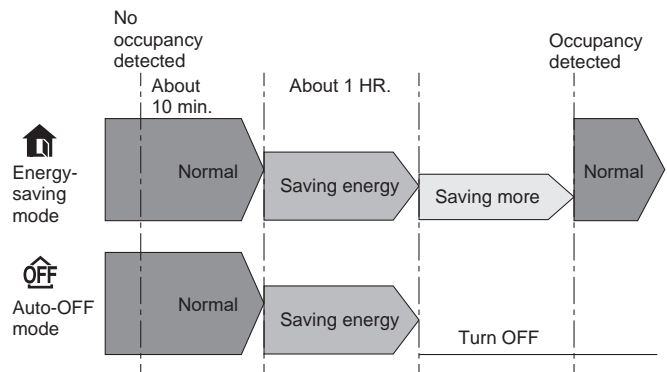 No
occupancy
detected
Occupancy
detected
About
10 min.
About 1 HR.
Energy-
saving
mode
Normal
Saving energy
Saving more
Normal
OFF
Auto-OFF
mode
Normal
Saving energy
Turn OFF